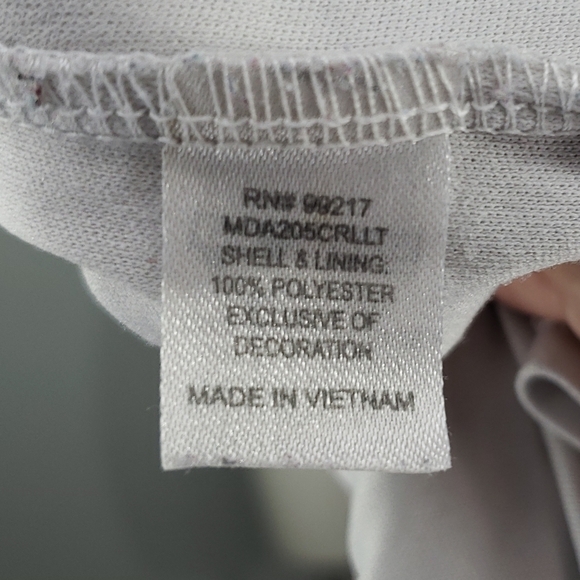 RN# 99217
MDA205CRLLT
SHELL & LINING:
100% POLYESTER
EXCLUSIVE OF
DECORATION
MADE IN VIETNAM